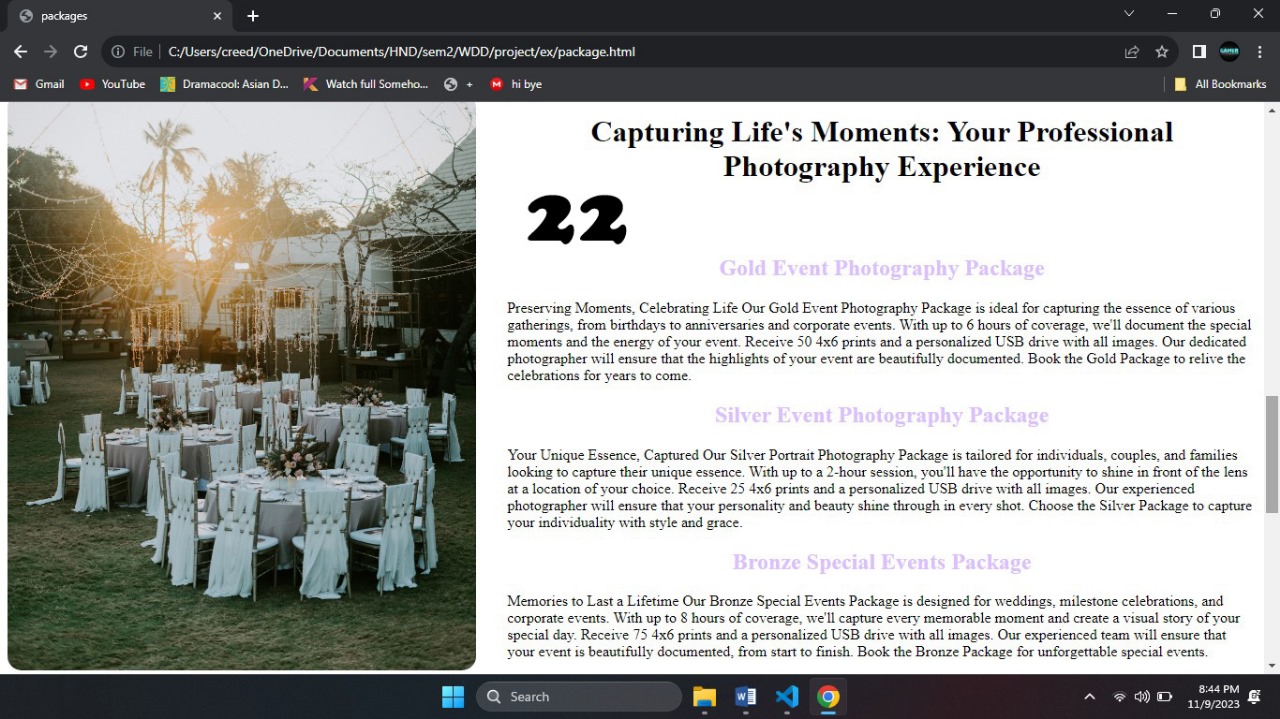 packages
File
C:/Users/creed/OneDrive/Documents/HND/sem2/WDD/project/ex/package.html
Gmail
YouTube
Dramacool: Asian D...
Watch full Someho...
+
hi bye
All Bookmarks
Capturing Life's Moments: Your Professional
Photography Experience
22
Gold Event Photography Package
Preserving Moments, Celebrating Life Our Gold Event Photography Package is ideal for capturing the essence of various
gatherings, from birthdays to anniversaries and corporate events. With up to 6 hours of coverage, we'll document the special
moments and the energy of your event. Receive 50 4x6 prints and a personalized USB drive with all images. Our dedicated
photographer will ensure that the highlights of your event are beautifully documented. Book the Gold Package to relive the
celebrations for years to come.
Silver Event Photography Package
Your Unique Essence, Captured Our Silver Portrait Photography Package is tailored for individuals, couples, and families
looking to capture their unique essence. With up to a 2-hour session, you'll have the opportunity to shine in front of the lens
at a location of your choice. Receive 25 4x6 prints and a personalized USB drive with all images. Our experienced
photographer will ensure that your personality and beauty shine through in every shot. Choose the Silver Package to capture
your individuality with style and grace.
Bronze Special Events Package
Memories to Last a Lifetime Our Bronze Special Events Package is designed for weddings, milestone celebrations, and
corporate events. With up to 8 hours of coverage, we'll capture every memorable moment and create a visual story of your
special day. Receive 75 4x6 prints and a personalized USB drive with all images. Our experienced team will ensure that
your event is beautifully documented, from start to finish. Book the Bronze Package for unforgettable special events.
Search
8:44 PM
11/9/2023